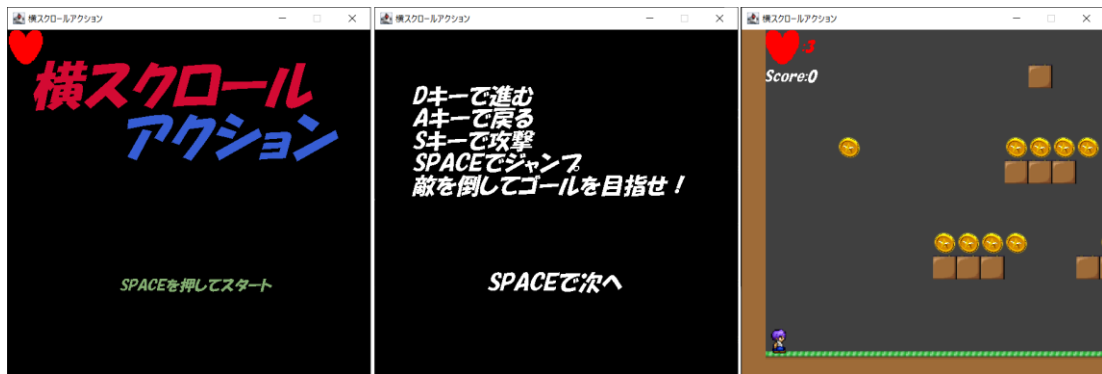 横スクロールアクション
横スクロール
アクション
SPACEを押してスタート
横スクロールアクション
Dキーで進む
Aキーで戻る
Sキーで攻撃
SPACEでジャンプ
敵を倒してゴールを目指せ！
SPACEで次へ
横スクロールアクション
3
Score:0